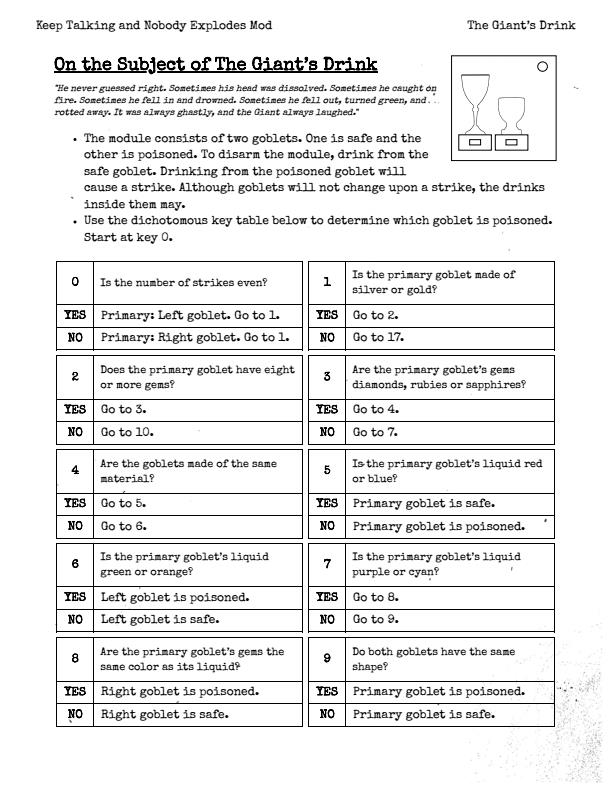 Keep Talking and Nobody Explodes Mod
The Giant's Drink
On the Subject of The Giant's Drink
"He never guessed right. Sometimes his head was dissolved. Sometimes he caught on
fire. Sometimes he fell in and drowned. Sometimes he fell out, turned green, and
rotted away. It was always ghastly, and the Giant always laughed."
• The module consists of two goblets. One is safe and the
other is poisoned. To disarm the module, drink from the
safe goblet. Drinking from the poisoned goblet will
cause a strike. Although goblets will not change upon a strike, the drinks
inside them may.
• Use the dichotomous key table below to determine which goblet is poisoned.
Start at key 0.
0
Is the number of strikes even?
YES
Primary: Left goblet. Go to 1.
NO
Primary: Right goblet. Go to 1.
1
Is the primary goblet made of
silver or gold?
YES
Go to 2.
NO
Go to 17.
2
Does the primary goblet have eight
or more gems?
YES
Go to 3.
NO
Go to 10.
3
Are the primary goblet's gems
diamonds, rubies or sapphires?
YES
Go to 4.
NO
Go to 7.
4
Are the goblets made of the same
material?
YES
Go to 5.
NO
Go to 6.
5
Is the primary goblet's liquid red
or blue?
YES
Primary goblet is safe.
NO
Primary goblet is poisoned.
6
Is the primary goblet's liquid
green or orange?
YES
Left goblet is poisoned.
NO
Left goblet is safe.
7
Is the primary goblet's liquid
purple or cyan?
YES
Go to 8.
NO
Go to 9.
8
Are the primary goblet's gems the
same color as its liquid?
YES
Right goblet is poisoned.
NO
Right goblet is safe.
9
Do both goblets have the same
shape?
YES
Primary goblet is poisoned.
NO
Primary goblet is safe.